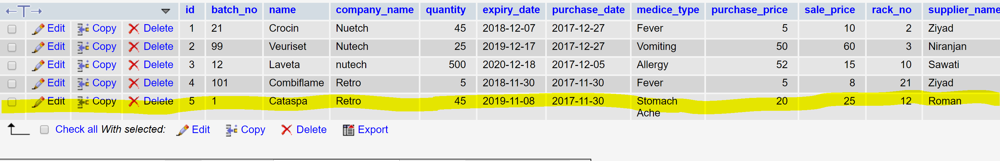 id batch_no name company_name quantity expiry_date purchase_date medice_type purchase_price sale_price rack_no supplier_name
Edit Copy Delete 1 21 Crocin Nuetch 45 2018-12-07 2017-12-27 Fever 5 10 2 Ziyad
Edit Copy Delete 2 99 Veuriset Nutech 25 2019-12-17 2017-12-27 Vomiting 50 60 3 Niranjan
Edit Copy Delete 3 12 Laveta nutech 500 2020-12-18 2017-12-05 Allergy 52 15 10 Sawati
Edit Copy Delete 4 101 Combiflame Retro 5 2018-11-30 2017-11-30 Fever 5 8 21 Ziyad
Edit Copy Delete 5 1 Cataspa Retro 45 2019-11-08 2017-11-30 Stomach 20 25 12 Roman
Ache
Check all With selected: Edit Copy Delete Export